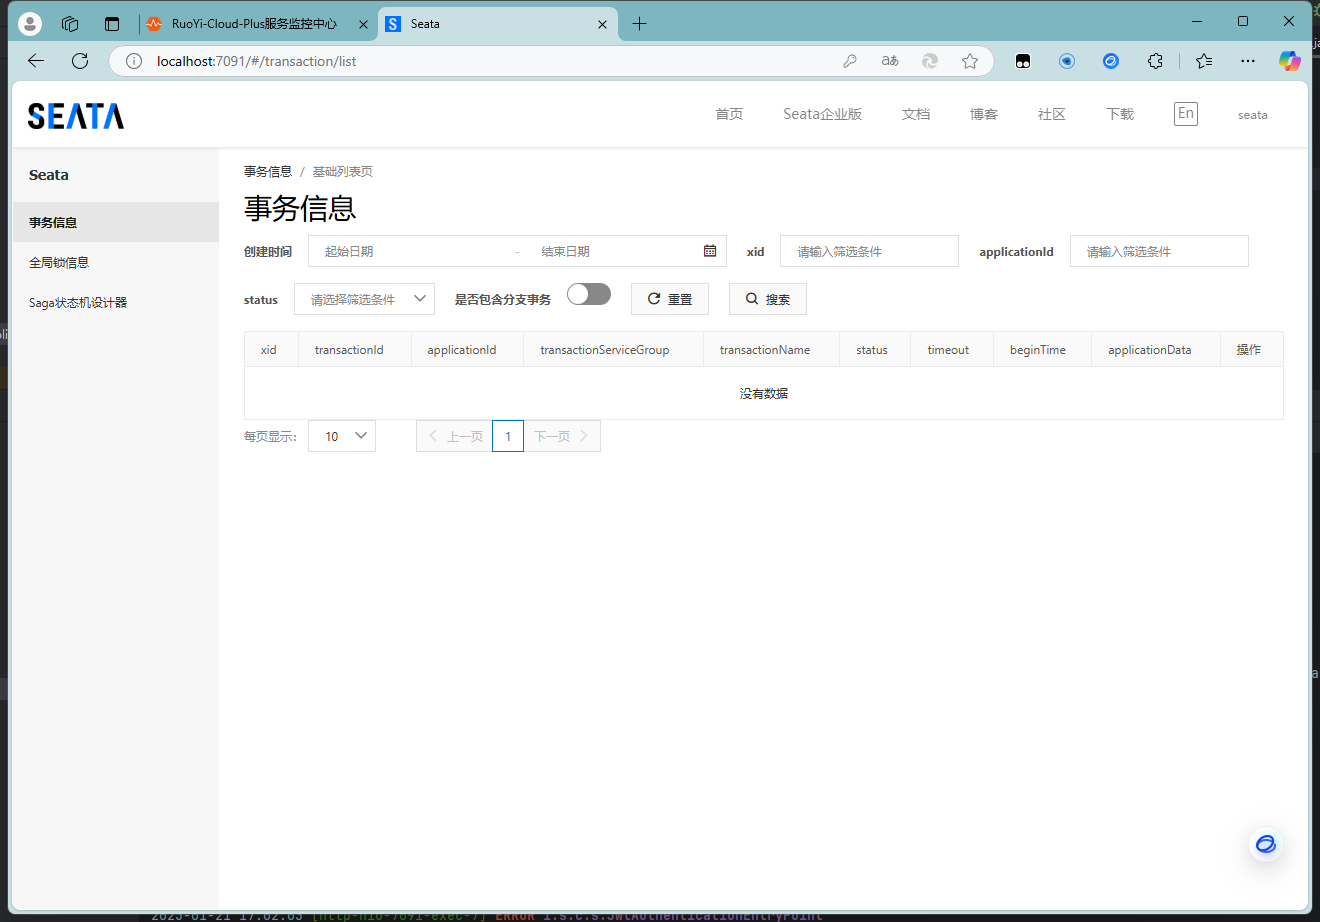 RuoYi-Cloud-Plus服务监控中心
Seata
localhost:7091/#/transaction/list
SEATA
首页
Seata企业版
文档
博客
社区
下载
En
seata
Seata
事务信息
全局锁信息
Saga状态机设计器
事务信息 / 基础列表页
事务信息
创建时间 起始日期 - 结束日期 xid 请输入筛选条件 applicationId 请输入筛选条件
status 请选择筛选条件 是否包含分支事务 重置 搜索
xid transactionId applicationId transactionServiceGroup transactionName status timeout beginTime applicationData 操作
没有数据
每页显示: 10 上一页 1 下一页